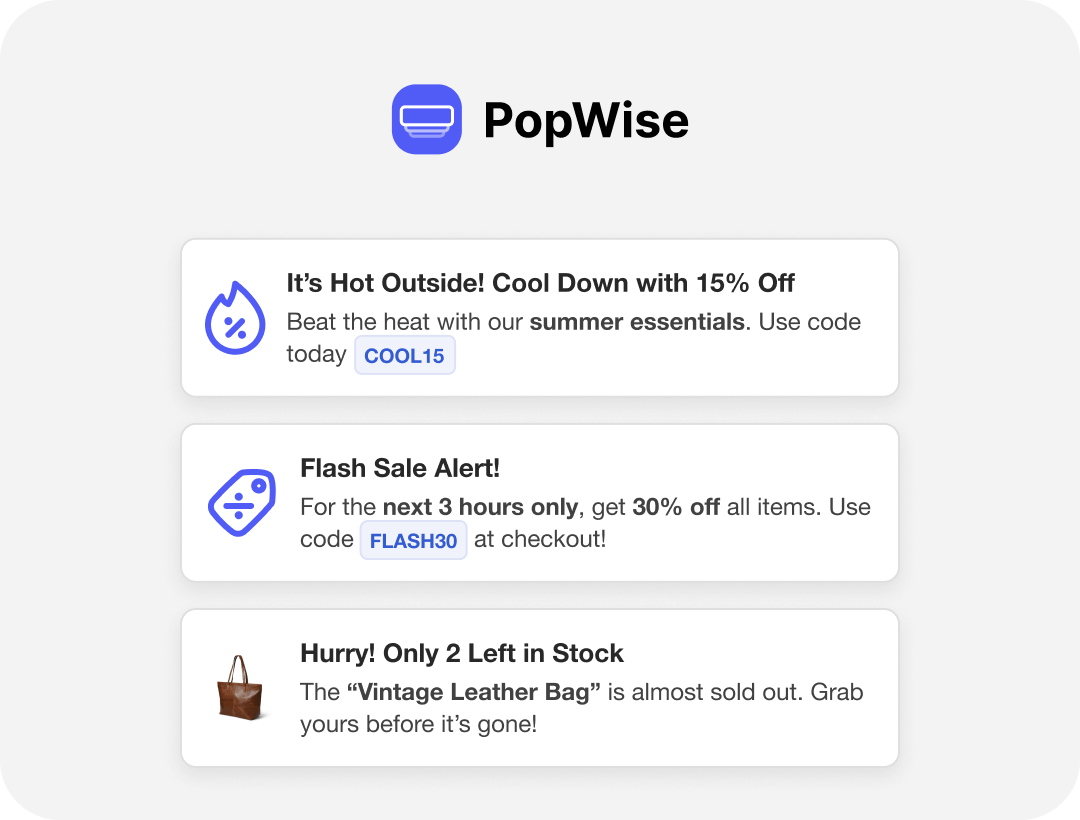 PopWise
It’s Hot Outside! Cool Down with 15% Off
Beat the heat with our summer essentials. Use code
today COOL15
Flash Sale Alert!
For the next 3 hours only, get 30% off all items. Use
code FLASH30 at checkout!
Hurry! Only 2 Left in Stock
The “Vintage Leather Bag” is almost sold out. Grab
yours before it’s gone!